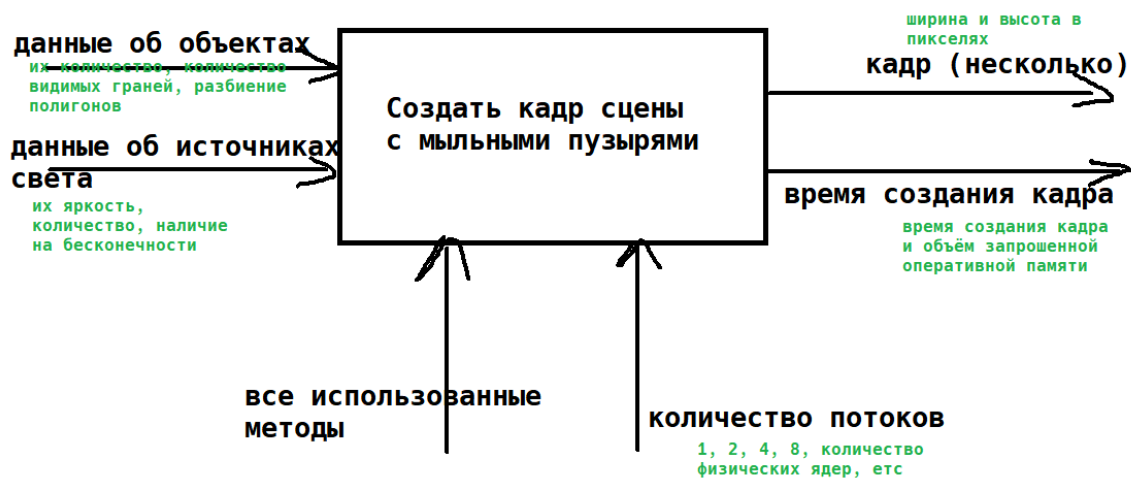 данные об объектах
их количество, количество
видимых граней, разбиение
полигонов
данные об источниках
света
их яркость,
количество, наличие
на бесконечности
Создать кадр сцены
с мыльными пузырями
ширина и высота в
пикселях
кадр (несколько)
время создания кадра
время создания кадра
и объём запрошенной
оперативной памяти
все использованные
методы
количество потоков
1, 2, 4, 8, количество
физических ядер, етс